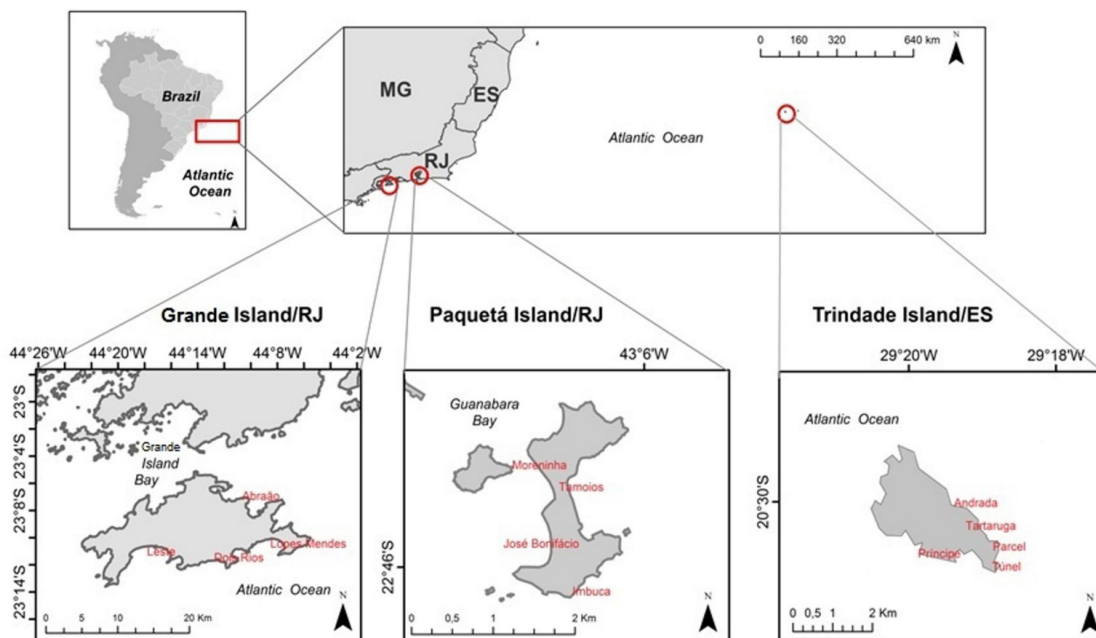 Brazil
Atlantic
Ocean
N
MG
ES
RJ
Atlantic Ocean
0 160 320 640 km
N
Grande Island/RJ
44°26'W 44°20'W 44°14'W 44°8'W 44°2'W
23°S
23°4'S
23°8'S
23°14'S
Grande
Island
Bay
Abraão
Lopes Mendes
Leste
Dois Rios
Atlantic Ocean
0 5 10 20 Km
N
Paquetá Island/RJ
43°6'W
22°46'S
Guanabara
Bay
Moreninha
Tamoios
José Bonifácio
Imbuca
0 0,5 1 2 Km
N
Trindade Island/ES
29°20'W 29°18'W
20°30'S
Atlantic Ocean
Andrada
Tartaruga
Parcel
Príncipe
Túnel
0 0,5 1 2 Km
N